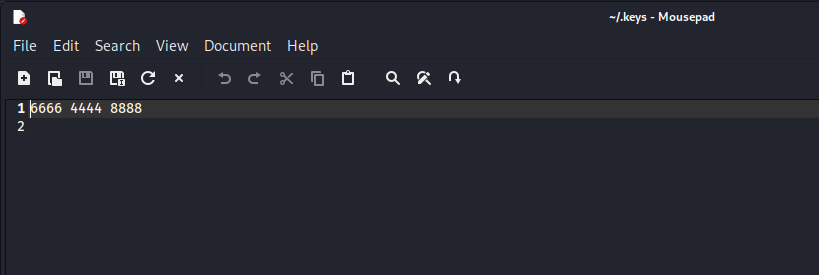 ~/.keys - Mousepad
File Edit Search View Document Help
1 6666 4444 8888
2